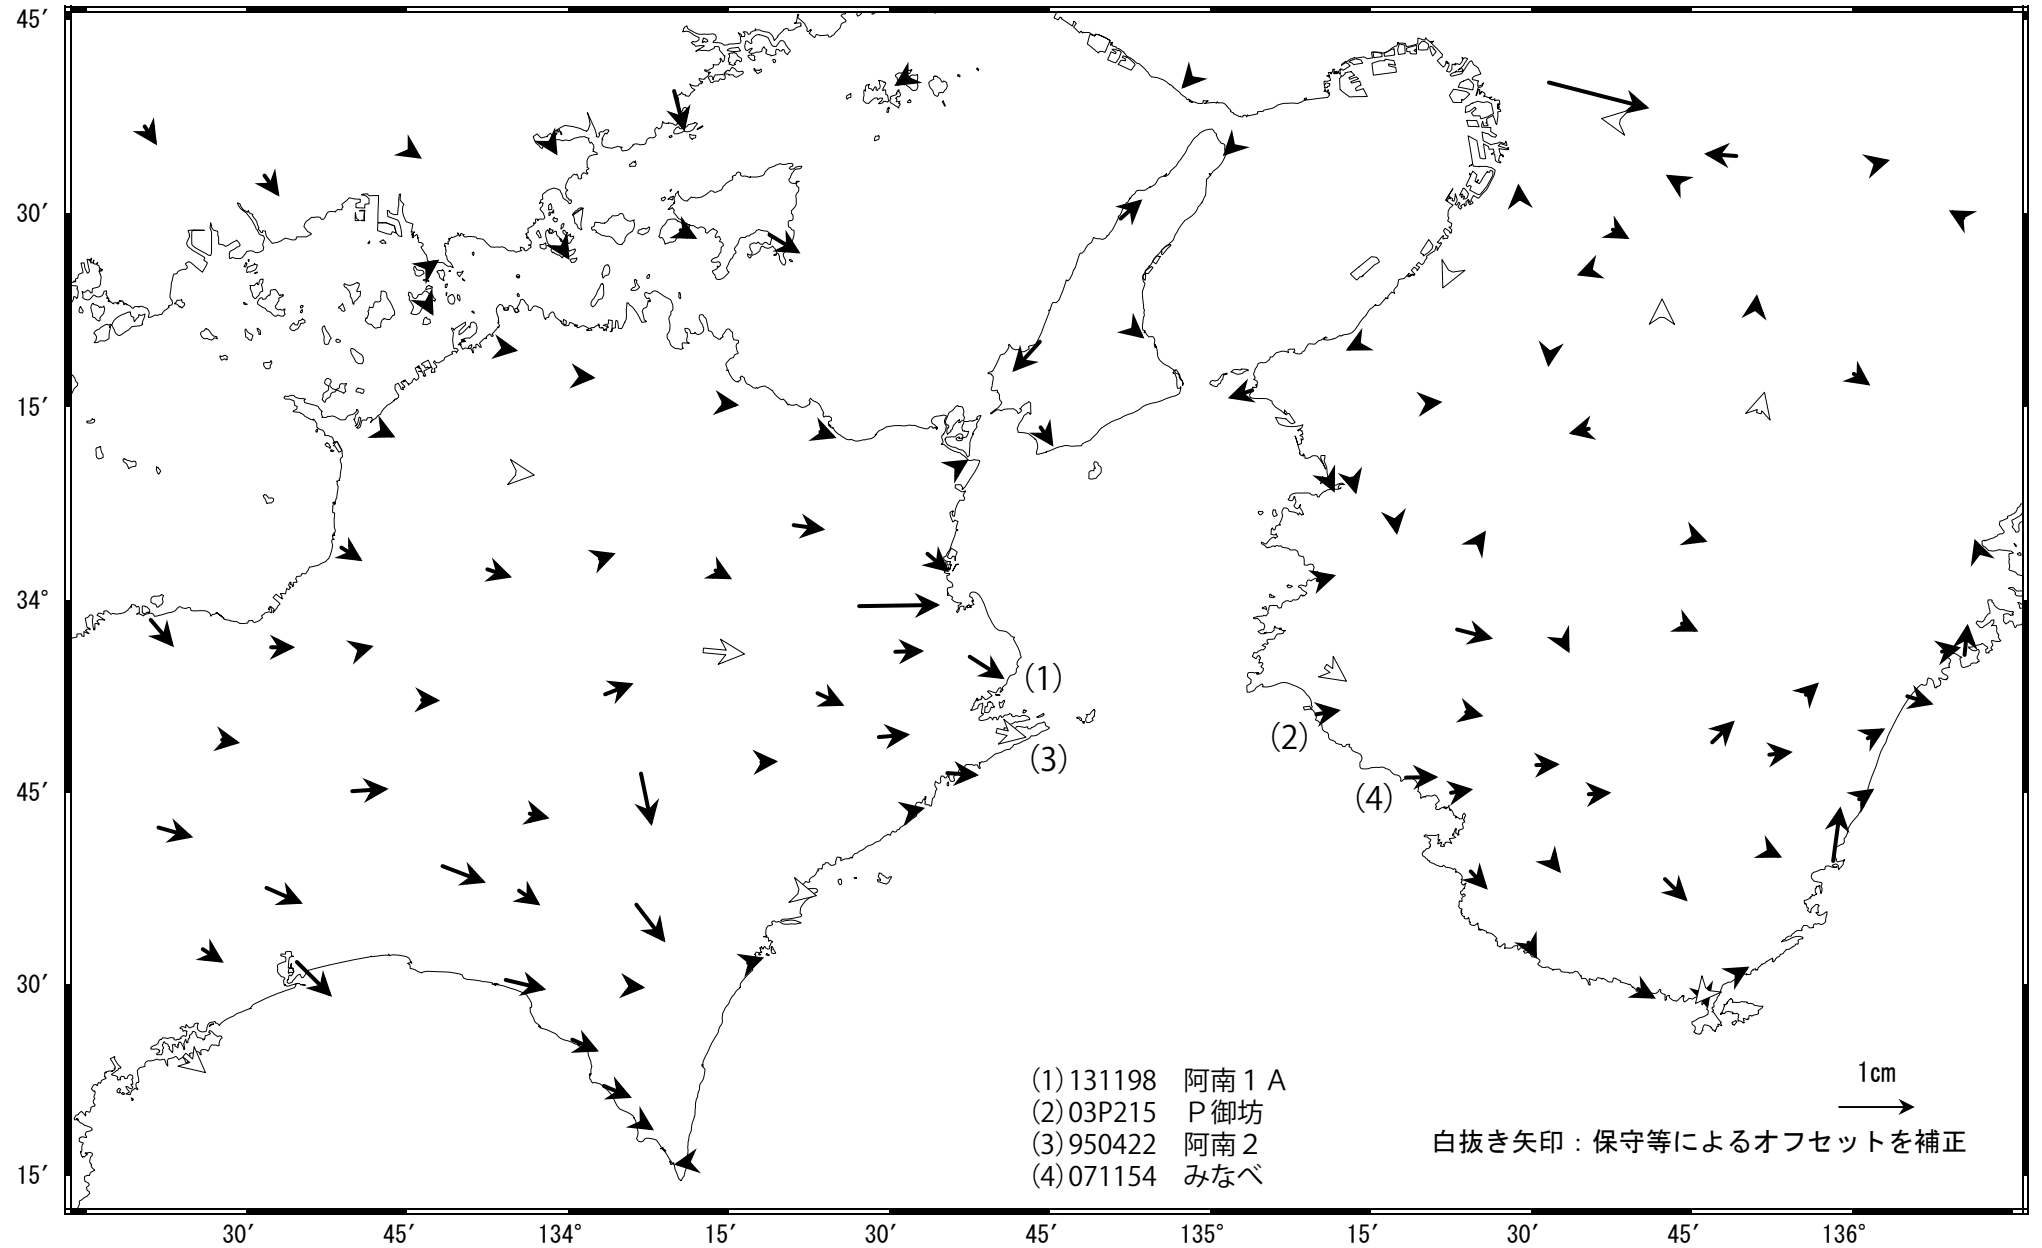 45′
30′
15′
34°
45′
30′
15′
(1)
(2)
(3)
(4)
(1)131198 阿南１Ａ
(2)03P215 Ｐ御坊
(3)950422 阿南２
(4)071154 みなべ
1cm
白抜き矢印：保守等によるオフセットを補正
30′ 45′ 134° 15′ 30′ 45′ 135° 15′ 30′ 45′ 136°